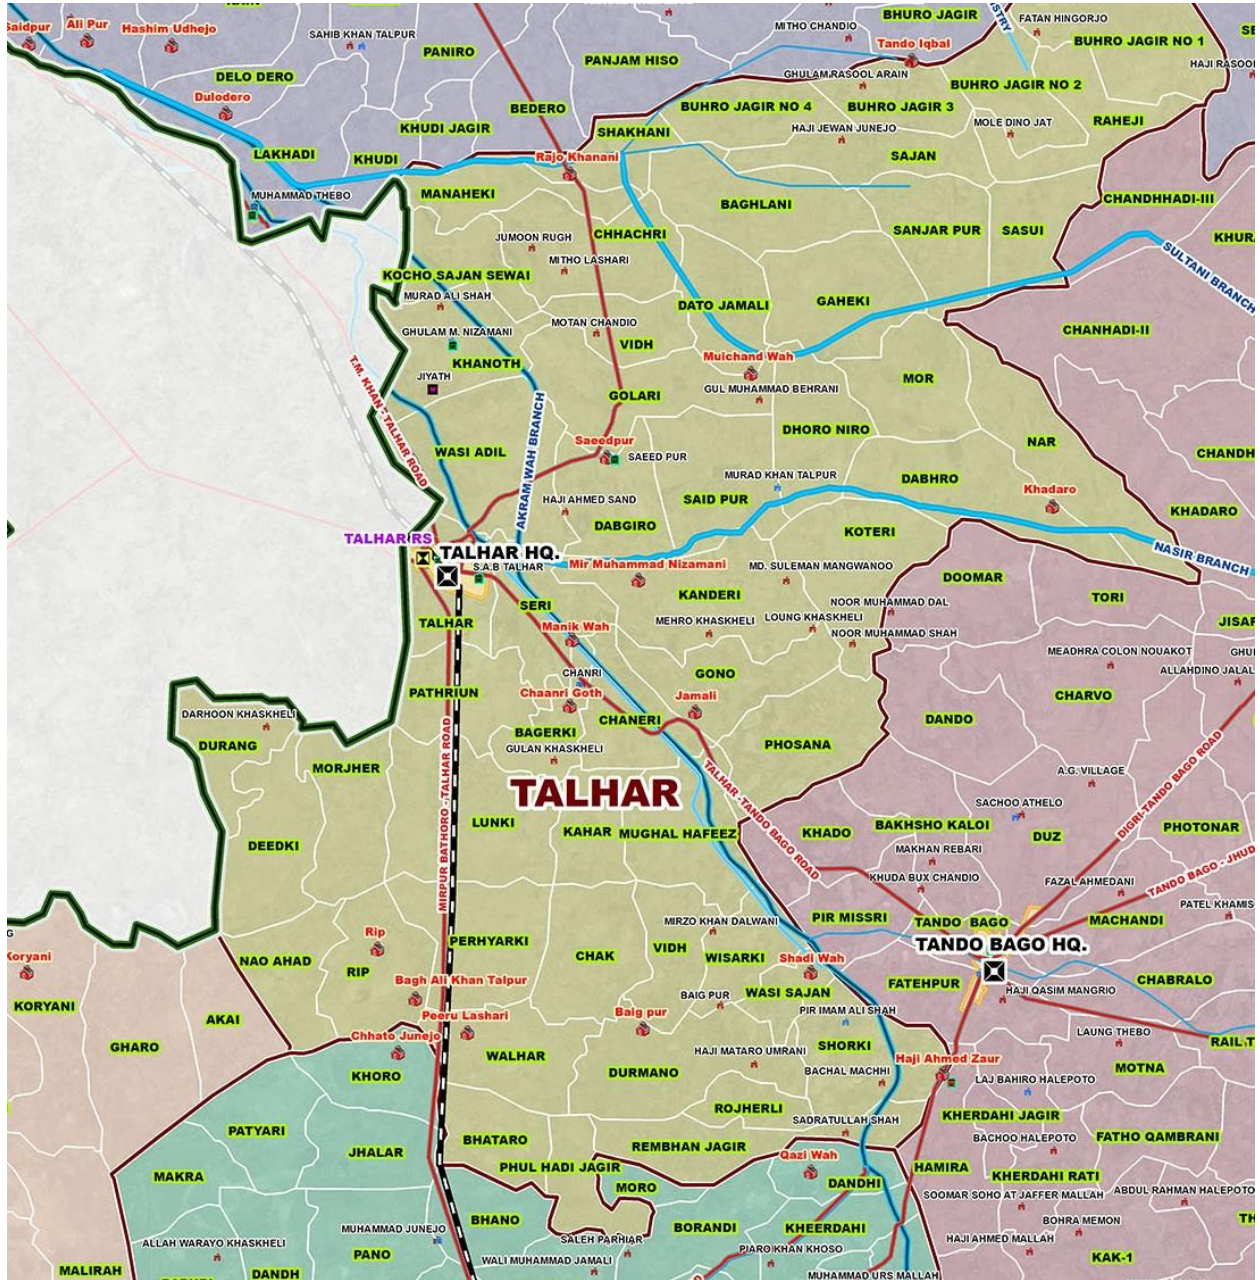 Saidpur
Ali Pur
Hashim Udhejo
SAHIB KHAN TALPUR
PANIRO
PANJAM HISO
MITHO CHANDIO
BHURO JAGIR
FATAN HINGORJO
BUHRO JAGIR NO 1
Tando Iqbal
HAJI RASOO
DELO DERO
Dulodero
GHULAM RASOOL ARAIN
BUHRO JAGIR NO 2
BEDERO
BUHRO JAGIR NO 4
BUHRO JAGIR 3
KHUDI JAGIR
SHAKHANI
HAJI JEWAN JUNEJO
MOLE DINO JAT
RAHEJI
LAKHADI
KHUDI
Rajo Khanani
SAJAN
MUHAMMAD THEBO
MANAHEKI
BAGHLANI
CHANDHHADI-III
JUMOON RUGH
CHHACHRI
SANJAR PUR
SASUI
KHURA
MITHO LASHARI
SULTANI BRANCH
KOCHO SAJAN SEWAI
MURAD ALI SHAH
DATO JAMALI
GAHEKI
GHULAM M. NIZAMANI
MOTAN CHANDIO
VIDH
CHANHADI-II
KHANOTH
Muichand Wah
JIYATH
T.M. KHAN - TALHAR ROAD
GUL MUHAMMAD BEHRANI
MOR
GOLARI
AKRAM WAH BRANCH
DHORO NIRO
NAR
WASI ADIL
Saeedpur
SAEED PUR
CHANDH
MURAD KHAN TALPUR
DABHRO
Khadaro
HAJI AHMED SAND
SAID PUR
KHADARO
DABGIRO
KOTERI
TALHAR RS
TALHAR HQ.
NASIR BRANCH
S.A.B TALHAR
Mir Muhammad Nizamani
MD. SULEMAN MANGWANOO
DOOMAR
TORI
SERI
KANDERI
NOOR MUHAMMAD DAL
TALHAR
Manik Wah
MEHRO KHASKHELI
LOUNG KHASKHELI
NOOR MUHAMMAD SHAH
JISAR
MEADHRA COLON NOUAKOT
GHU
CHANRI
GONO
ALLAHDINO JALAL
PATHRIUN
Chaanri Goth
Jamali
CHARVO
DARHOON KHASKHELI
CHANERI
DANDO
BAGERKI
DURANG
GULAN KHASKHELI
PHOSANA
MORJHER
MIRPUR BATHORO - TALHAR ROAD
TALHAR
TALHAR -TANDO BAGO ROAD
A.G. VILLAGE
DIGRI-TANDO BAGO ROAD
SACHOO ATHELO
LUNKI
KAHAR
MUGHAL HAFEEZ
KHADO
BAKHSHO KALOI
DUZ
PHOTONAR
DEEDKI
MAKHAN REBARI
KHUDA BUX CHANDIO
FAZAL AHMEDANI
TANDO BAGO - JHUD
MIRZO KHAN DALWANI
PIR MISSRI
TANDO BAGO
MACHANDI
PATEL KHAMIS
G
Rip
PERHYARKI
VIDH
TANDO BAGO HQ.
Koryani
NAO AHAD
RIP
CHAK
WISARKI
Shadi Wah
Bagh Ali Khan Talpur
FATEHPUR
CHABRALO
KORYANI
BAIG PUR
WASI SAJAN
HAJI QASIM MANGRIO
AKAI
Peeru Lashari
Baig pur
PIR IMAM ALI SHAH
Chhato Junejo
LAUNG THEBO
GHARO
WALHAR
HAJI MATARO UMRANI
SHORKI
Haji Ahmed Zaur
RAIL T
KHORO
DURMANO
BACHAL MACHHI
MOTNA
LAJ BAHIRO HALEPOTO
ROJHERLI
SADRATULLAH SHAH
KHERDAHI JAGIR
PATYARI
BHATARO
REMBHAN JAGIR
BACHOO HALEPOTO
FATHO QAMBRANI
JHALAR
PHUL HADI JAGIR
Qazi Wah
HAMIRA
MAKRA
MORO
DANDHI
KHERDAHI RATI
SOOMAR SOHO AT JAFFER MALLAH
ABDUL RAHMAN HALEPOTO
BHANO
BORANDI
KHEERDAHI
BOHRA MEMON
TH
MUHAMMAD JUNEJO
SALEH PARHIAR
HAJI AHMED MALLAH
ALLAH WARAYO KHASKHELI
PANO
PIARO KHAN KHOSO
KAK-1
WALI MUHAMMAD JAMALI
MALIRAH
DANDH
MUHAMMAD URS MALLAH